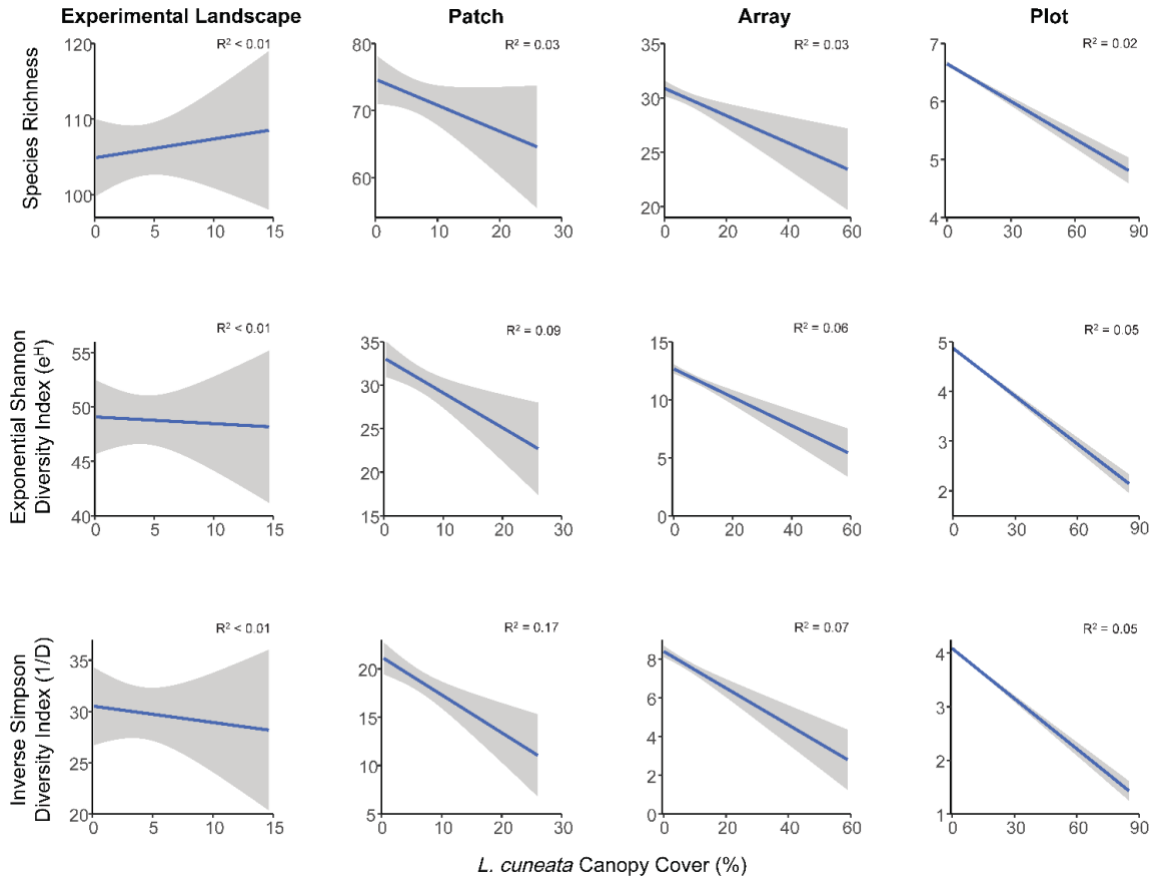 Experimental Landscape Patch Array Plot
Species Richness
R² < 0.01
120
110
100
0 5 10 15
R² = 0.03
80
70
60
0 10 20 30
R² = 0.03
35
30
25
20
0 20 40 60
R² = 0.02
7
6
5
4
0 30 60 90
Exponential Shannon
Diversity Index (eᴴ)
R² < 0.01
55
50
45
40
0 5 10 15
R² = 0.09
35
30
25
20
15
0 10 20 30
R² = 0.06
15
10
5
0
0 20 40 60
R² = 0.05
5
4
3
2
0 30 60 90
Inverse Simpson
Diversity Index (1/D)
R² < 0.01
35
30
25
20
0 5 10 15
R² = 0.17
20
15
10
5
0 10 20 30
R² = 0.07
8
6
4
2
0
0 20 40 60
R² = 0.05
4
3
2
1
0 30 60 90
L. cuneata Canopy Cover (%)